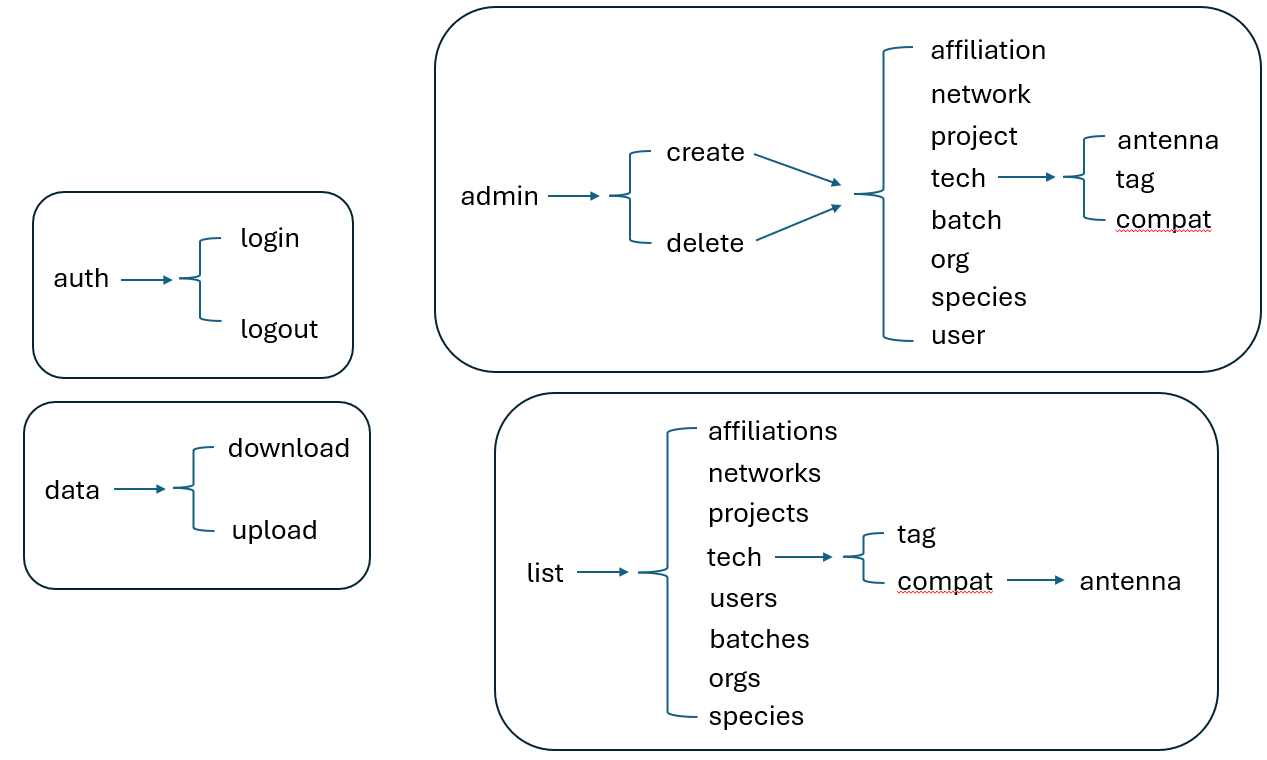 auth
login
logout
data
download
upload
admin
create
delete
affiliation
network
project
tech
antenna
tag
compat
batch
org
species
user
list
affiliations
networks
projects
tech
tag
compat
antenna
users
batches
orgs
species